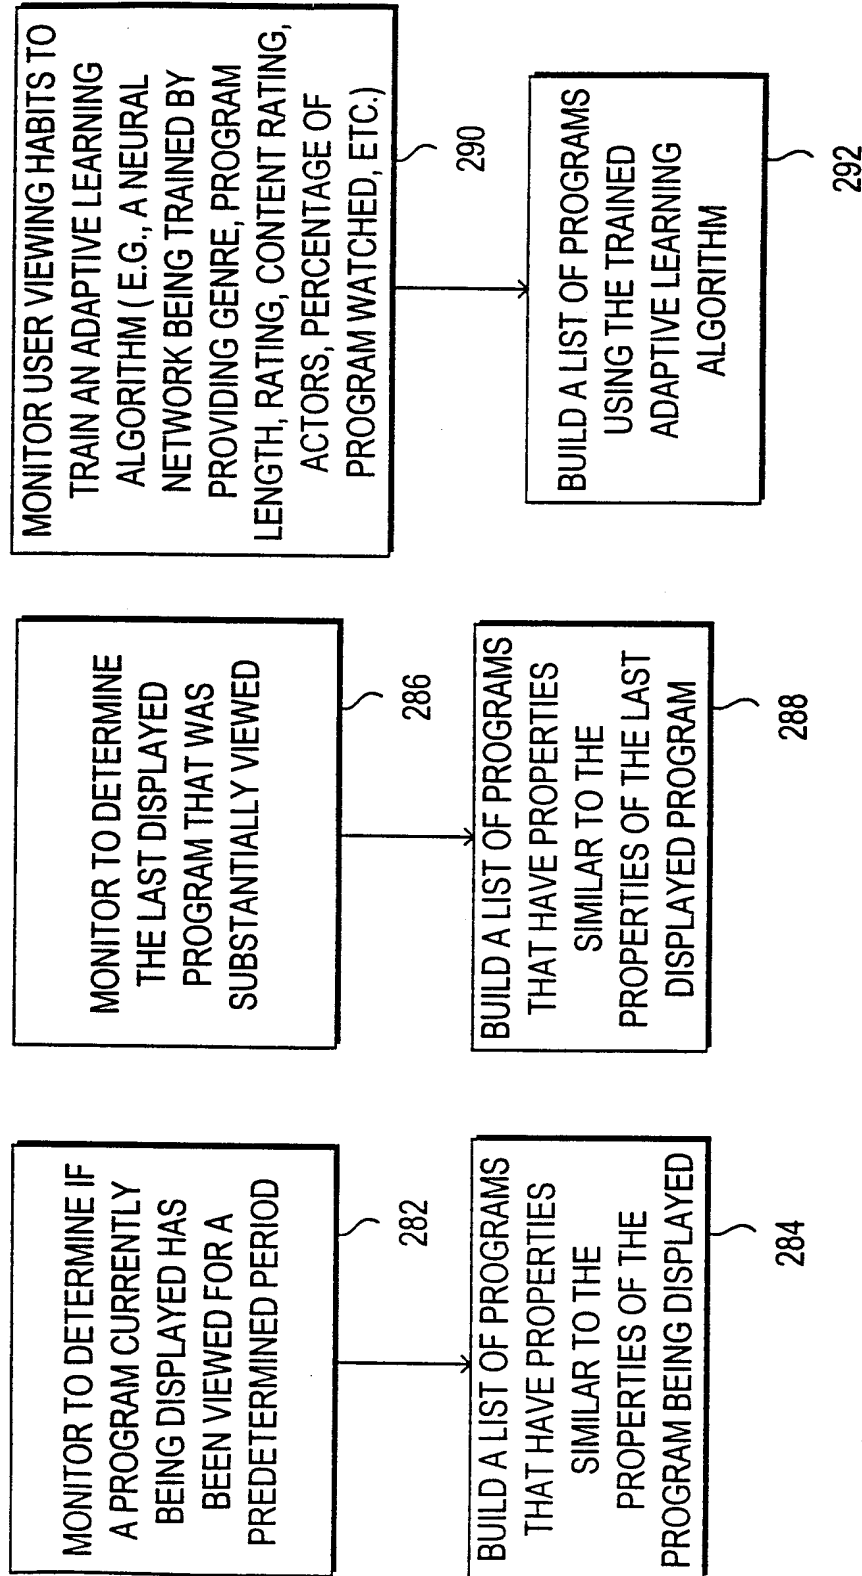 MONITOR TO DETERMINE IF
A PROGRAM CURRENTLY
BEING DISPLAYED HAS
BEEN VIEWED FOR A
PREDETERMINED PERIOD
282
BUILD A LIST OF PROGRAMS
THAT HAVE PROPERTIES
SIMILAR TO THE
PROPERTIES OF THE
PROGRAM BEING DISPLAYED
284
MONITOR TO DETERMINE
THE LAST DISPLAYED
PROGRAM THAT WAS
SUBSTANTIALLY VIEWED
286
BUILD A LIST OF PROGRAMS
THAT HAVE PROPERTIES
SIMILAR TO THE
PROPERTIES OF THE LAST
DISPLAYED PROGRAM
288
MONITOR USER VIEWING HABITS TO
TRAIN AN ADAPTIVE LEARNING
ALGORITHM ( E.G., A NEURAL
NETWORK BEING TRAINED BY
PROVIDING GENRE, PROGRAM
LENGTH, RATING, CONTENT RATING,
ACTORS, PERCENTAGE OF
PROGRAM WATCHED, ETC.)
290
BUILD A LIST OF PROGRAMS
USING THE TRAINED
ADAPTIVE LEARNING
ALGORITHM
292